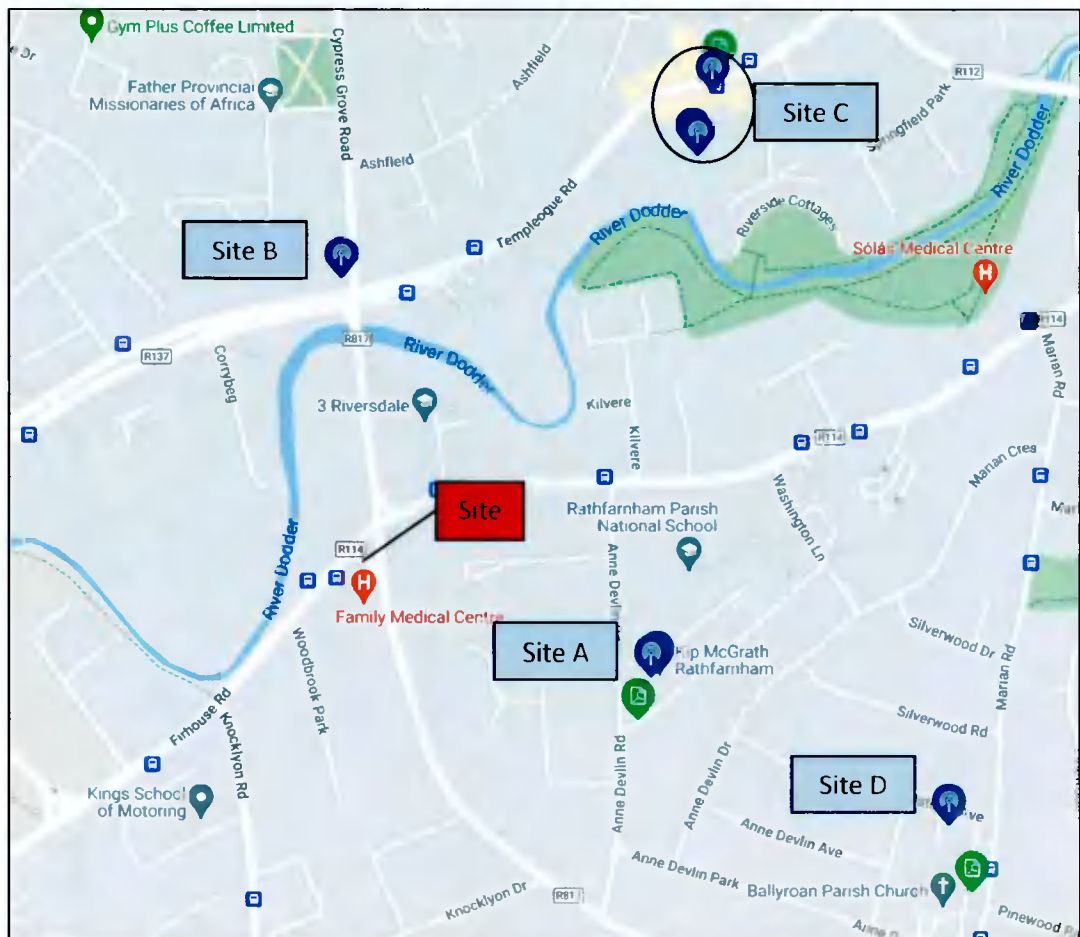 Gym Plus Coffee Limited
Father Provincial
Missionaries of Africa
Cypress Grove Road
Ashfield
Ashfield
R112
Site C
Springfield Park
River Dodder
Templeogue Rd
River Dodder
Riverside Cottages
Site B
Sólás Medical Centre
R114
Marian Rd
R137
R817
River Dodder
Corrybeg
3 Riversdale
Kilvere
Kilvere
R114
Marian Cres
Washington Ln
Site
Rathfarnham Parish
National School
R114
River Dodder
Family Medical Centre
Anne Devlin
Woodbrook Park
Site A
Kip McGrath
Rathfarnham
Silverwood Dr
Marian Rd
Silverwood Rd
Firhouse Rd
Knocklyon Rd
Anne Devlin Rd
Anne Devlin Dr
Site D
Kings School
of Motoring
Ave
Anne Devlin Ave
Anne Devlin Park
Ballyroan Parish Church
Knocklyon Dr
R81
Pinewood
Anne